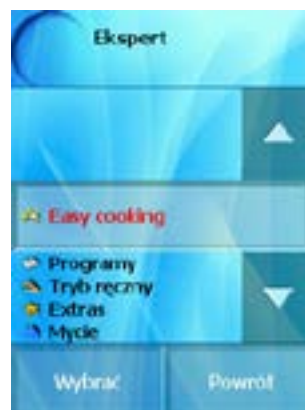 Ekspert
Easy cooking
Programy
Tryb ręczny
Extras
Mycie
Wybrać
Powrót